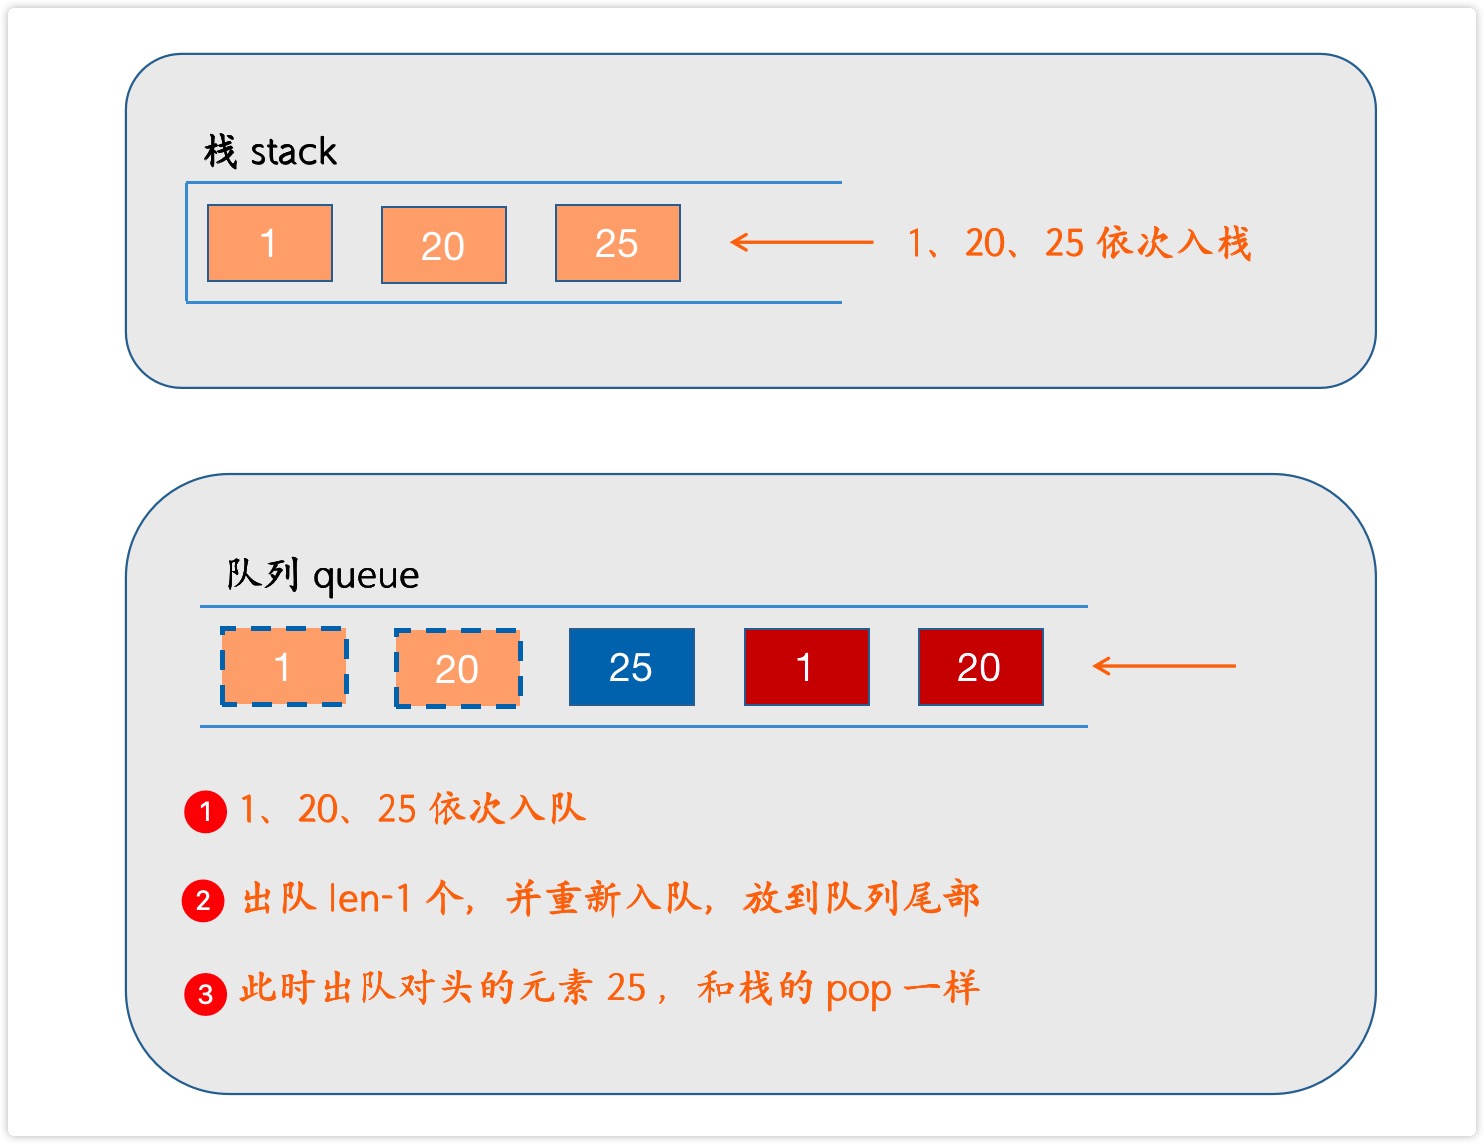 栈 stack
1 20 25
1、20、25 依次入栈
队列 queue
1 20 25 1 20
1 1、20、25 依次入队
2 出队 len-1 个，并重新入队，放到队列尾部
3 此时出队对头的元素 25 ，和栈的 pop 一样